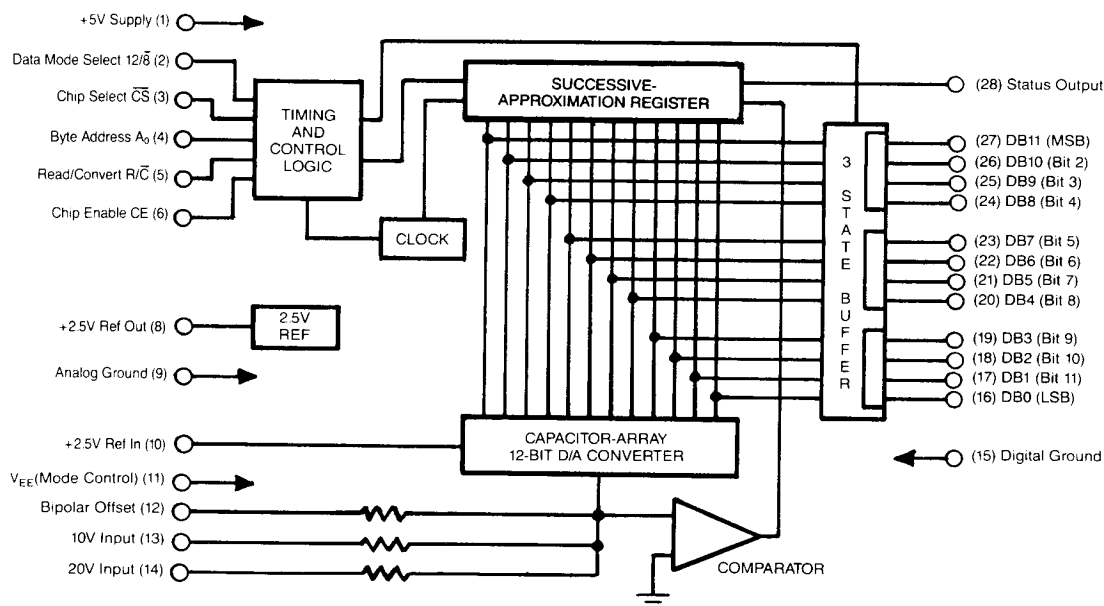 +5V Supply (1)
Data Mode Select 12/8̅ (2)
Chip Select C̅S̅ (3)
Byte Address A₀ (4)
Read/Convert R/C̅ (5)
Chip Enable CE (6)
TIMING
AND
CONTROL
LOGIC
CLOCK
SUCCESSIVE-
APPROXIMATION REGISTER
(28) Status Output
3 STATE BUFFER
(27) DB11 (MSB)
(26) DB10 (Bit 2)
(25) DB9 (Bit 3)
(24) DB8 (Bit 4)
(23) DB7 (Bit 5)
(22) DB6 (Bit 6)
(21) DB5 (Bit 7)
(20) DB4 (Bit 8)
(19) DB3 (Bit 9)
(18) DB2 (Bit 10)
(17) DB1 (Bit 11)
(16) DB0 (LSB)
+2.5V Ref Out (8)
2.5V
REF
Analog Ground (9)
+2.5V Ref In (10)
CAPACITOR-ARRAY
12-BIT D/A CONVERTER
(15) Digital Ground
VEE(Mode Control) (11)
Bipolar Offset (12)
10V Input (13)
20V Input (14)
COMPARATOR